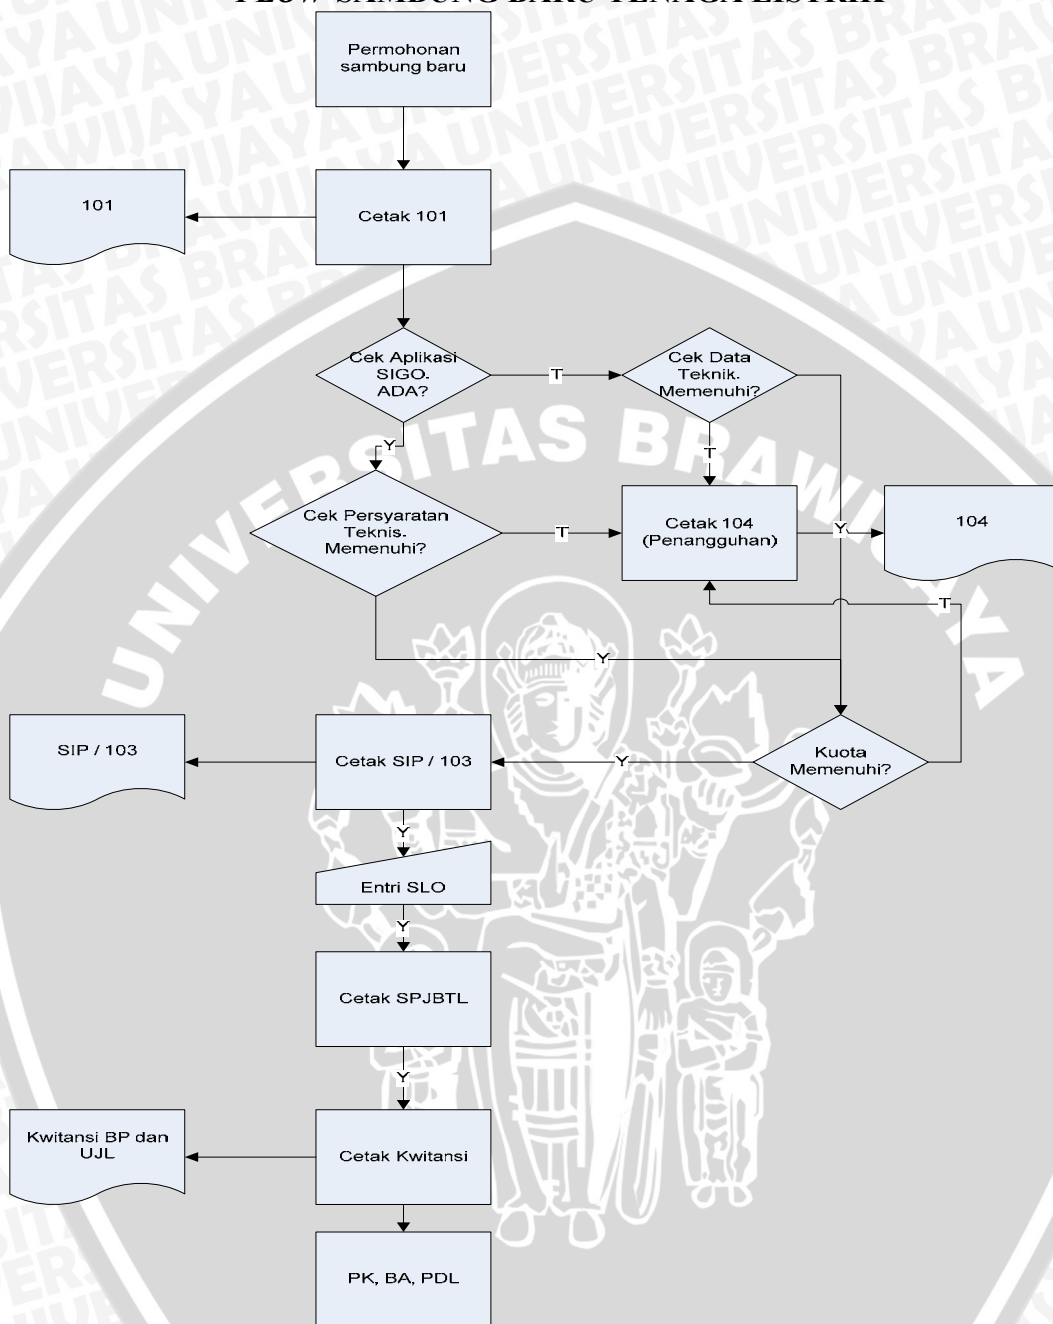 FLOW SAMBUNG BARU TENAGA LISTRIK
Permohonan
sambung baru
101
Cetak 101
Cek Aplikasi
SIGO.
ADA?
T
Cek Data
Teknik.
Memenuhi?
Y
T
Cek Persyaratan
Teknis.
Memenuhi?
T
Cetak 104
(Penangguhan)
Y
104
T
Y
SIP / 103
Cetak SIP / 103
Y
Kuota
Memenuhi?
Y
Entri SLO
Y
Cetak SPJBTL
Y
Kwitansi BP dan
UJL
Cetak Kwitansi
PK, BA, PDL
UNIVERSITAS BRAWIJAYA